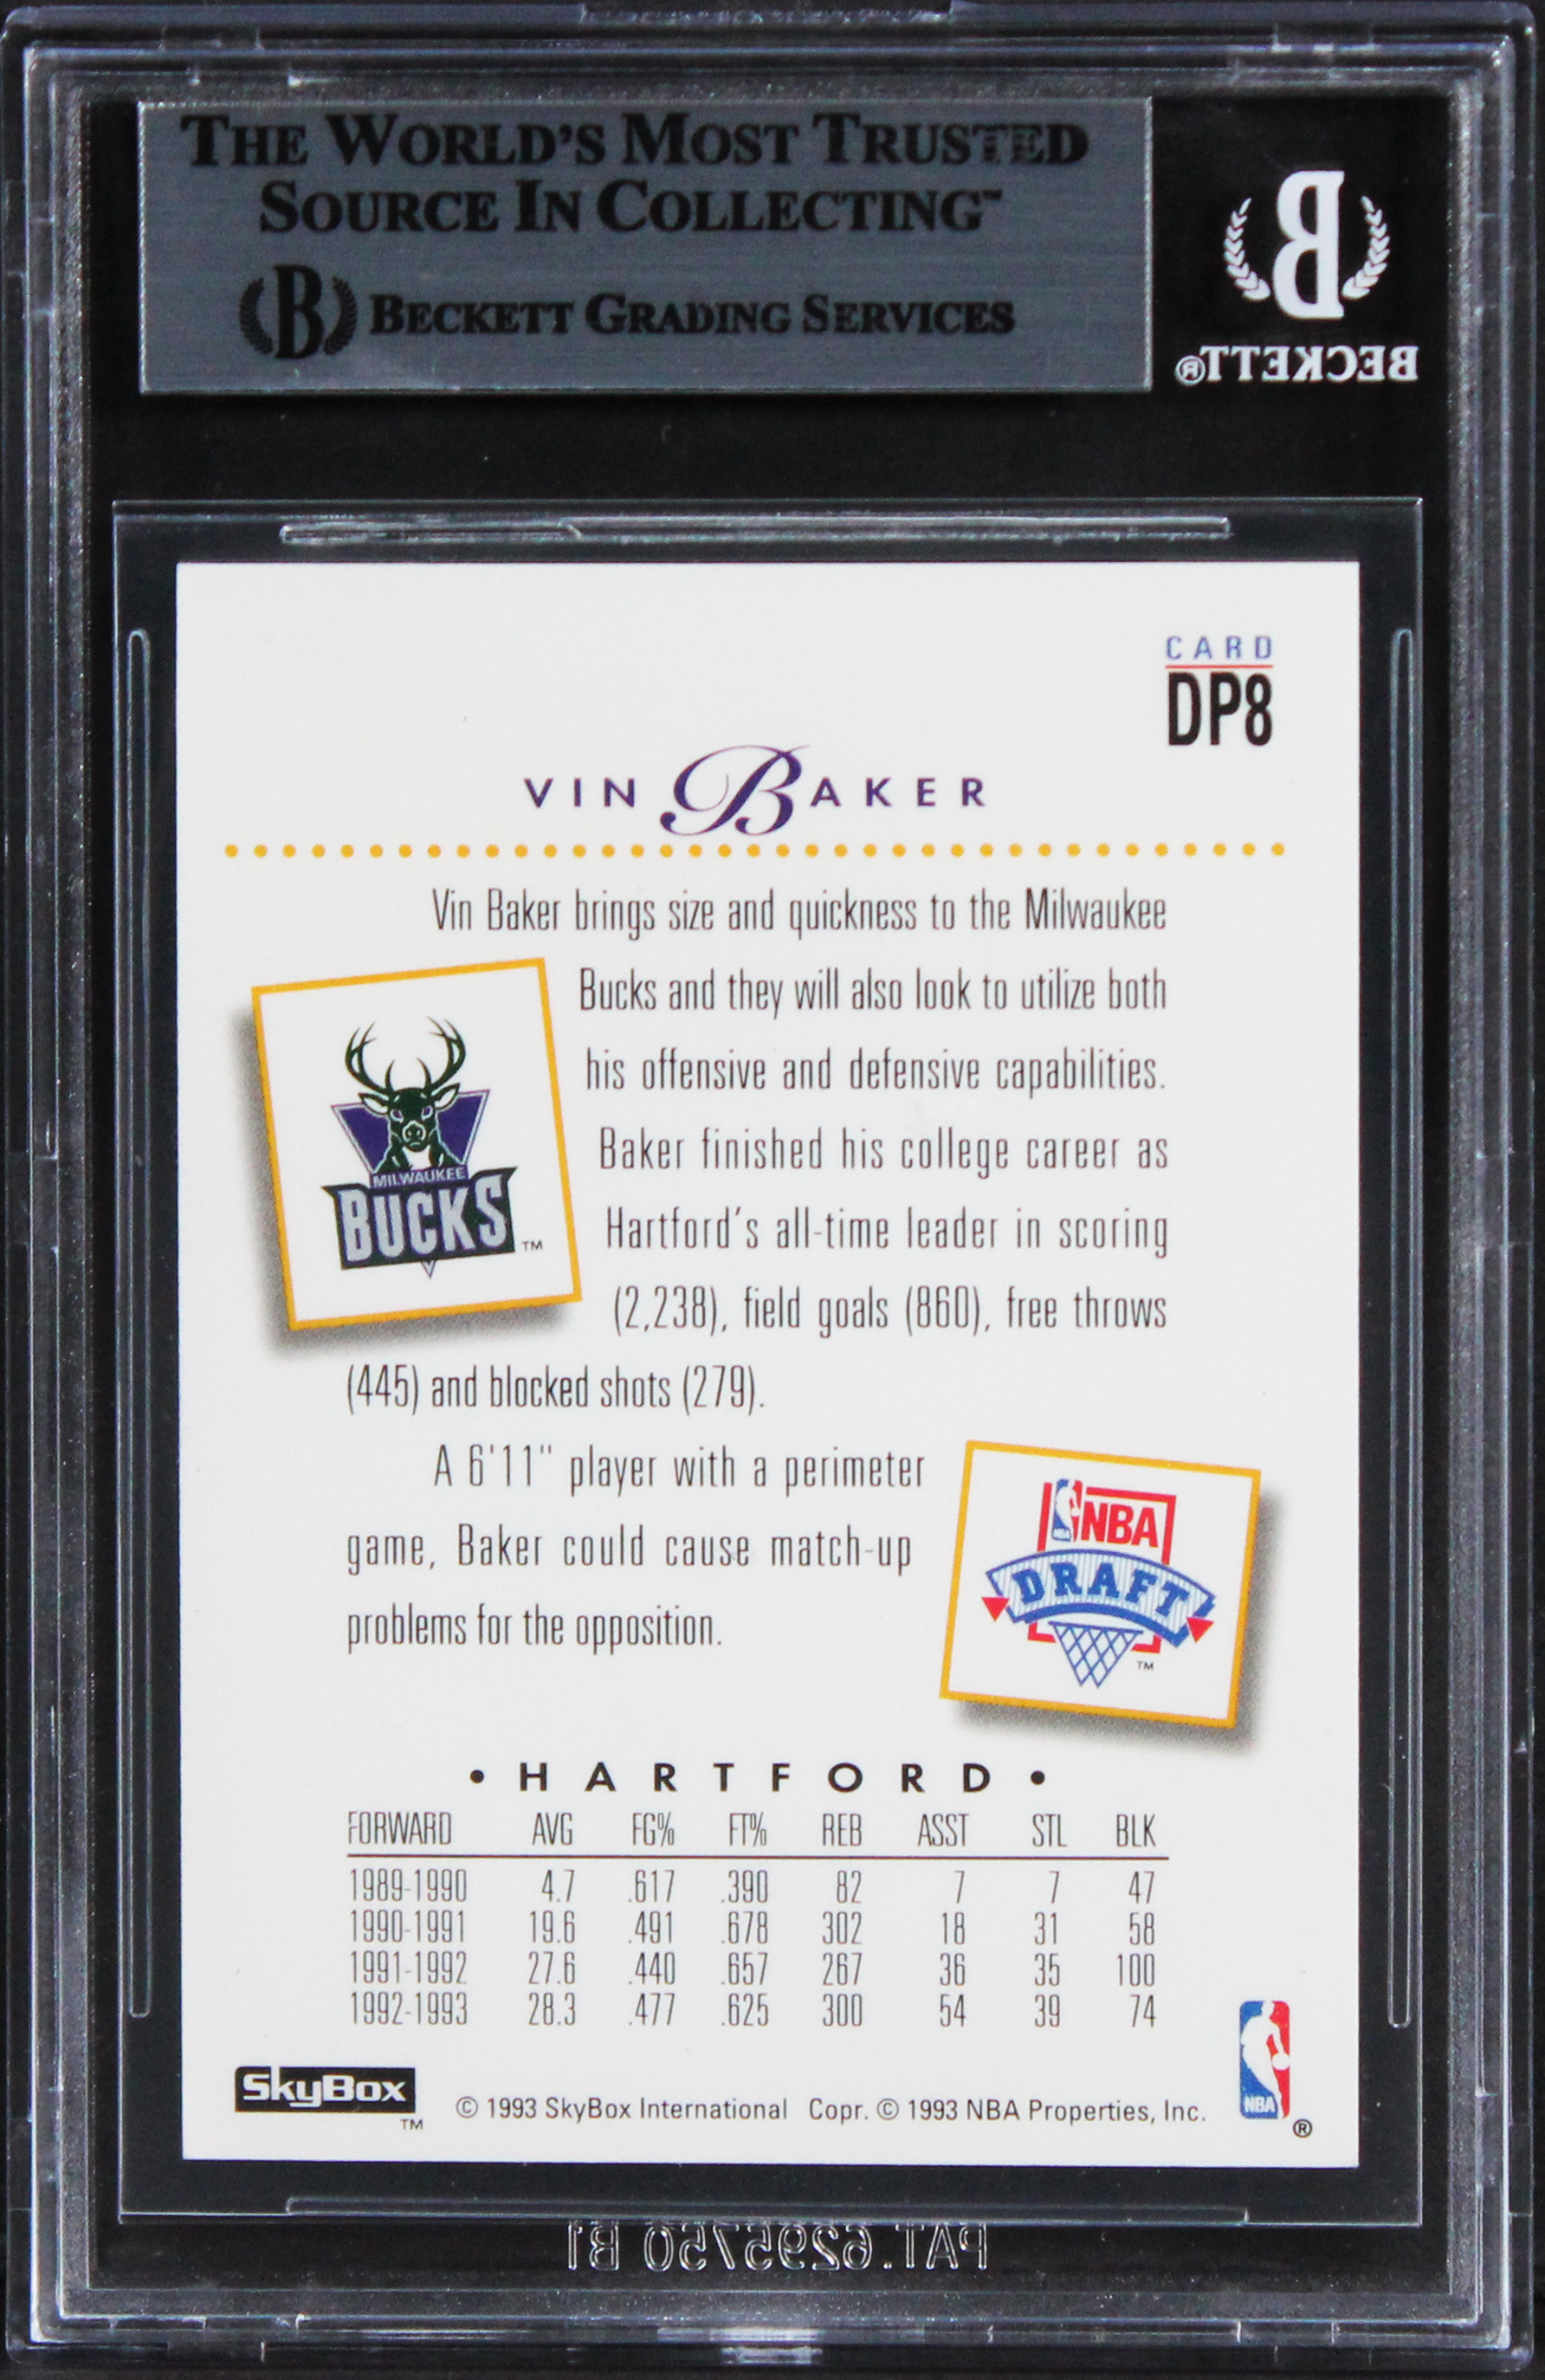 THE WORLD'S MOST TRUSTED
SOURCE IN COLLECTING™
B BECKETT GRADING SERVICES
B
BECKETT®
CARD
DP8
VIN BAKER
Vin Baker brings size and quickness to the Milwaukee
Bucks and they will also look to utilize both
his offensive and defensive capabilities.
Baker finished his college career as
Hartford's all-time leader in scoring
(2,238), field goals (860), free throws
(445) and blocked shots (279).
MILWAUKEE
BUCKS ™
A 6'11" player with a perimeter
game, Baker could cause match-up
problems for the opposition.
NBA
NBA
DRAFT
™
• HARTFORD •
FORWARD AVG FG% FT% REB ASST STL BLK
1989-1990 4.7 .617 .390 82 7 7 47
1990-1991 19.6 .491 .678 302 18 31 58
1991-1992 27.6 .440 .657 267 36 35 100
1992-1993 28.3 .477 .625 300 54 39 74
SkyBox ™
© 1993 SkyBox International Copr. © 1993 NBA Properties, Inc.
NBA ®
PAT. 6295750 B1